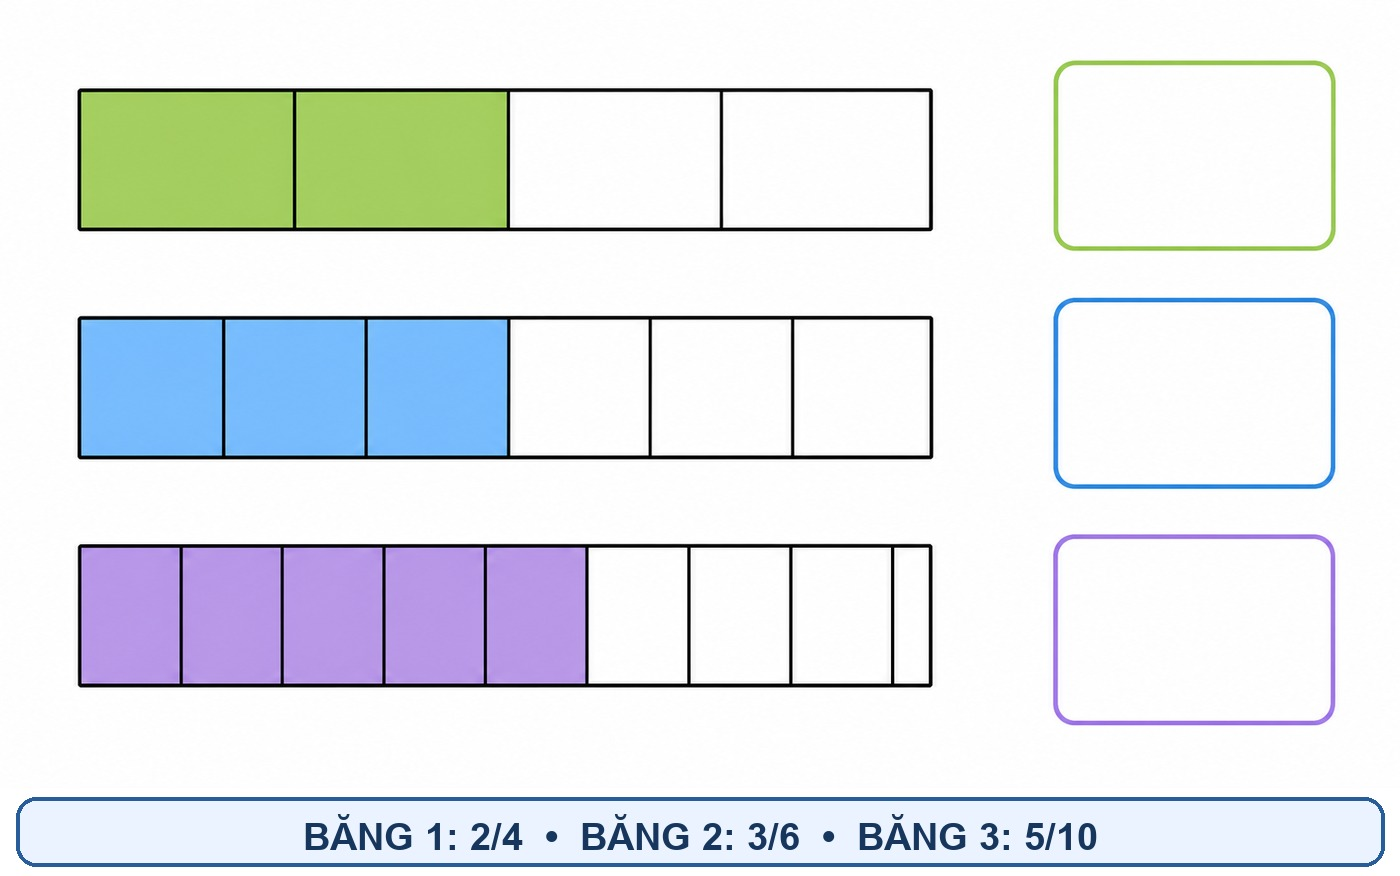 BĂNG 1: 2/4 • BĂNG 2: 3/6 • BĂNG 3: 5/10